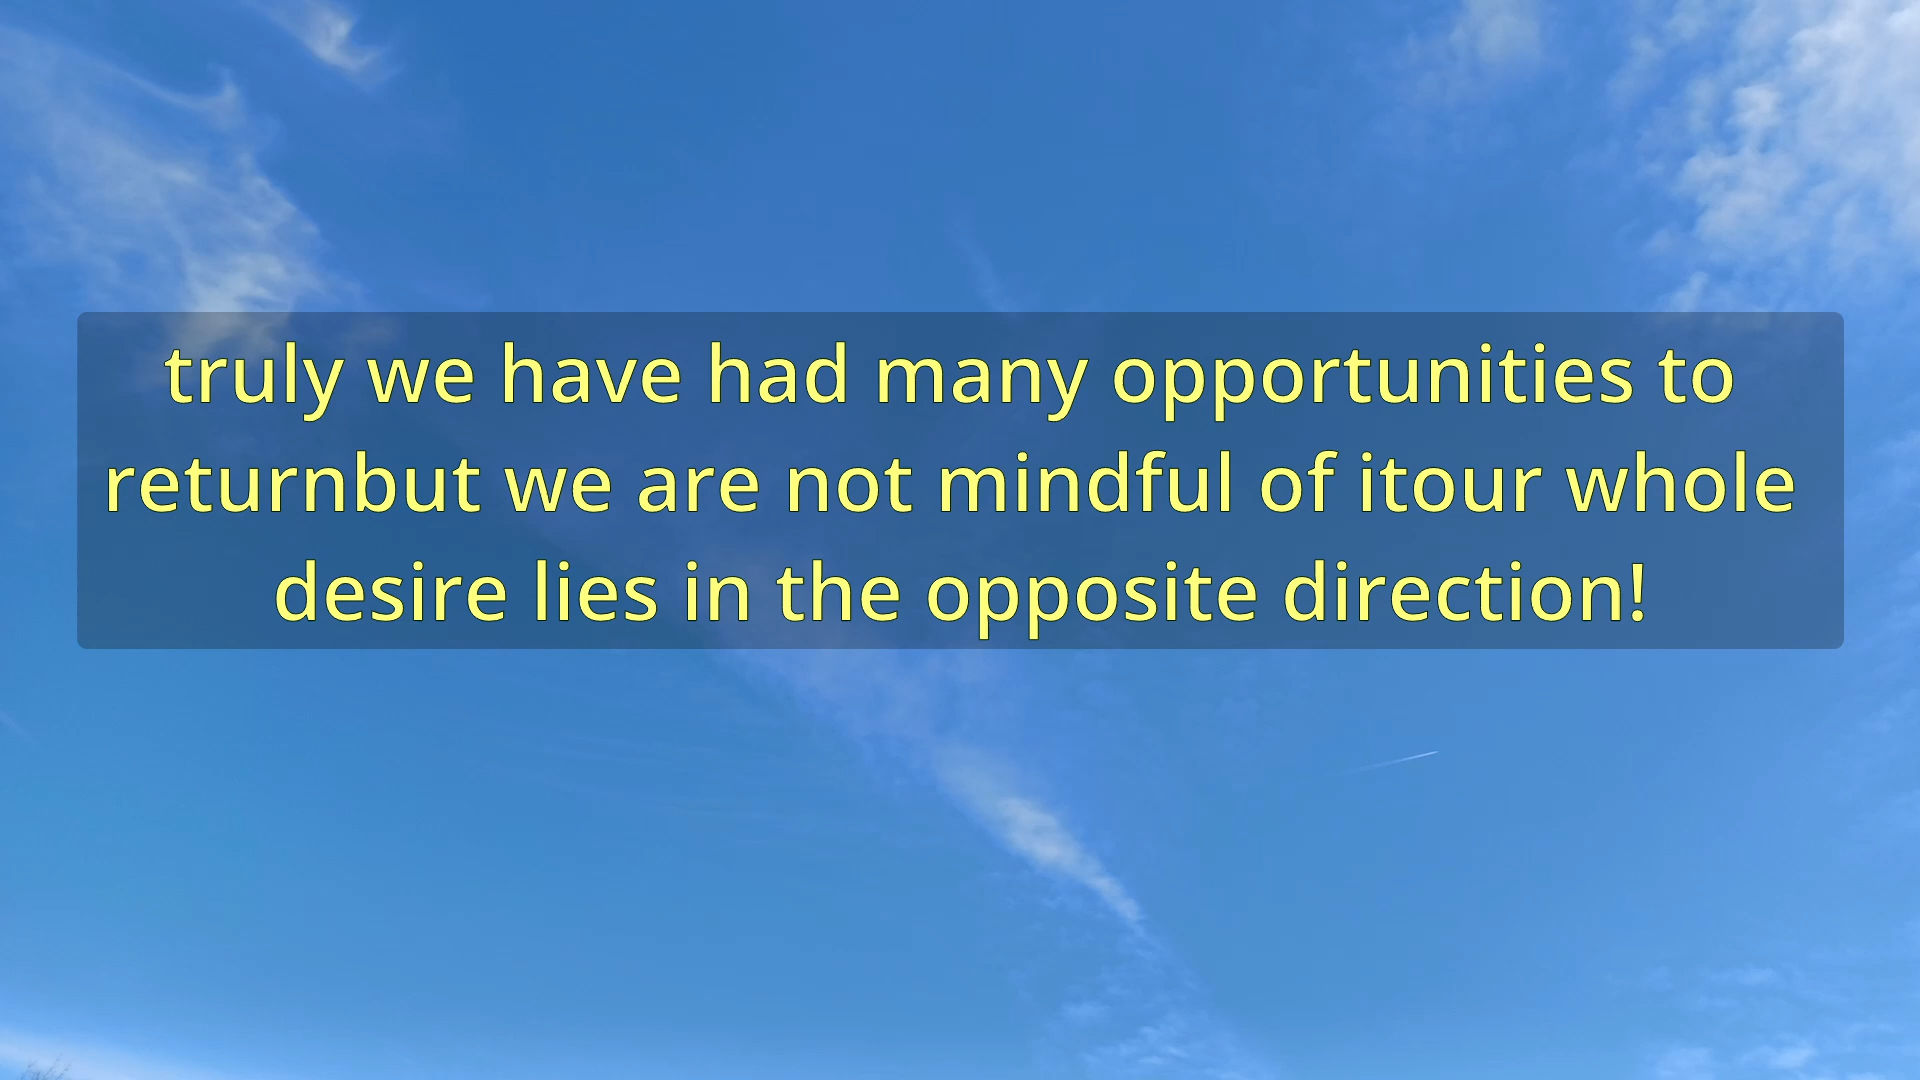 truly we have had many opportunities to
returnbut we are not mindful of itour whole
desire lies in the opposite direction!